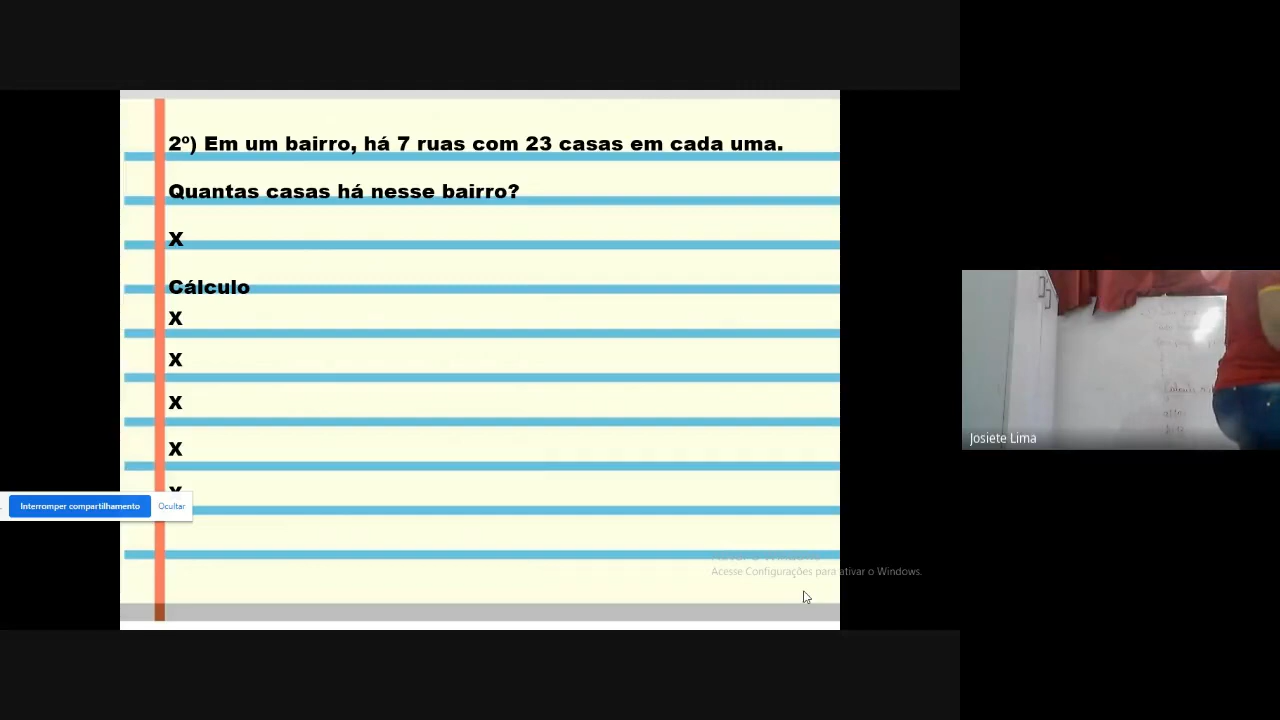 2º) Em um bairro, há 7 ruas com 23 casas em cada uma.
Quantas casas há nesse bairro?
X
Cálculo
X
X
X
X
X
Interromper compartilhamento
Ocultar
Acesse Configurações para ativar o Windows.
Josiete Lima